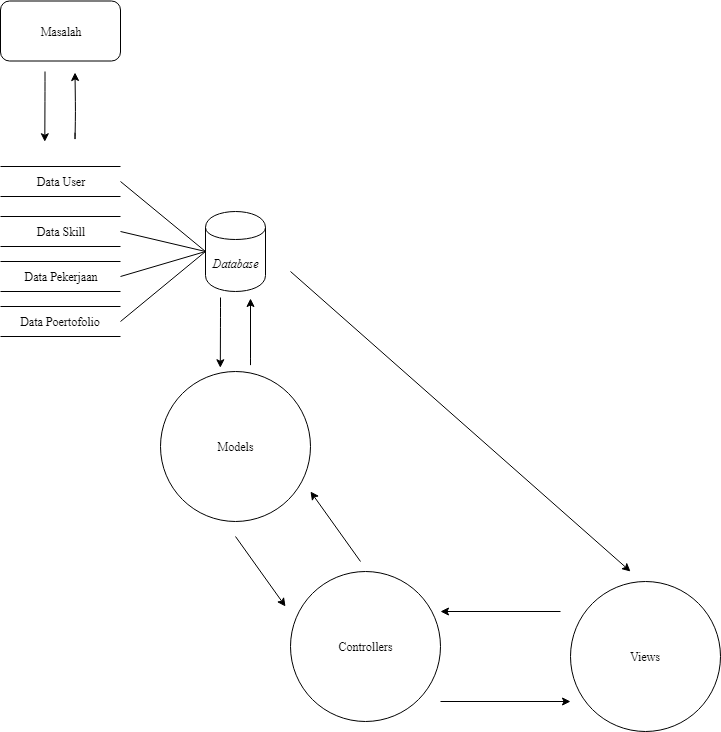 Masalah
Data User
Data Skill
Data Pekerjaan
Data Poertofolio
Database
Models
Controllers
Views